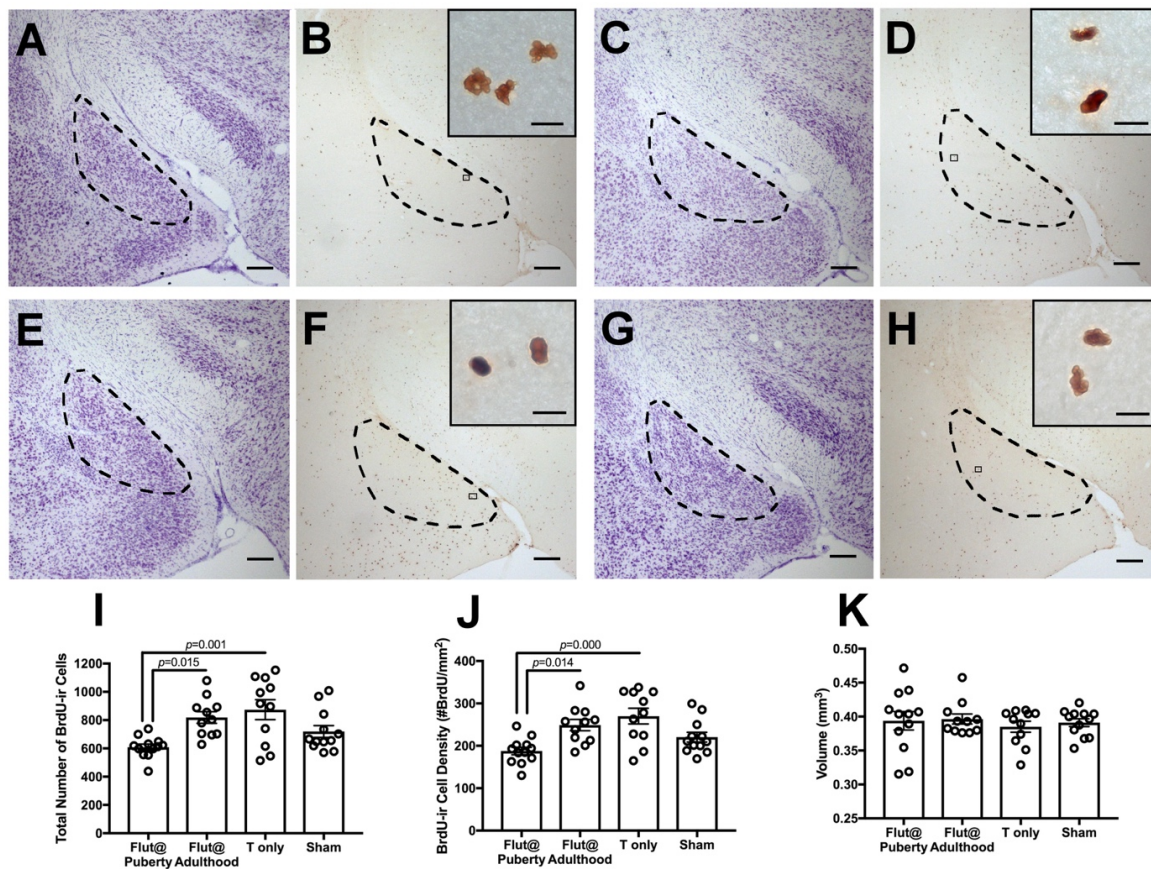 A
B
C
D
E
F
G
H
I
J
K
p=0.001
p=0.015
Total Number of BrdU-ir Cells
1200
1000
800
600
400
200
0
Flut@ Flut@ T only Sham
Puberty Adulthood
p=0.000
p=0.014
BrdU-ir Cell Density (#BrdU/mm²)
400
300
200
100
0
Flut@ Flut@ T only Sham
Puberty Adulthood
Volume (mm³)
0.50
0.45
0.40
0.35
0.30
0.25
Flut@ Flut@ T only Sham
Puberty Adulthood